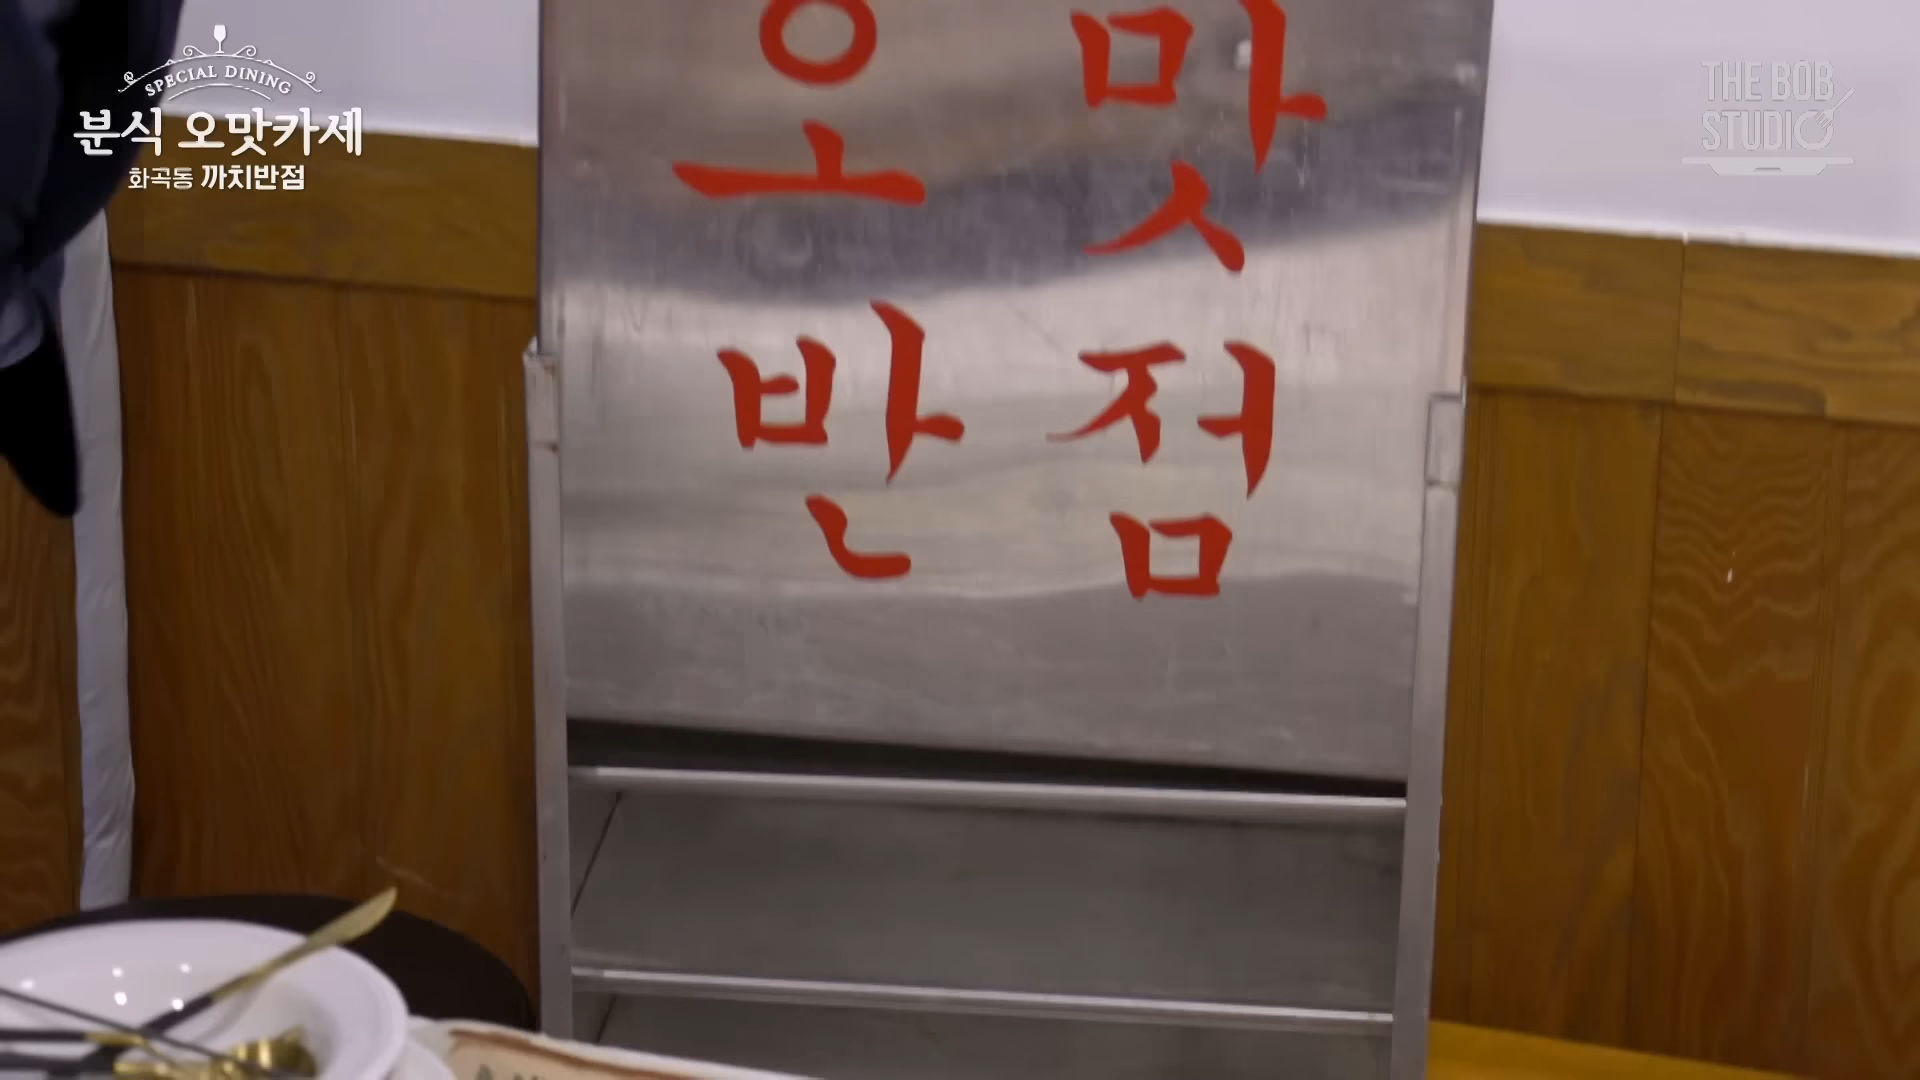 SPECIAL DINING
분식 오맛카세
화곡동 까치반점
THE BOB
STUDIO
오맛
반점